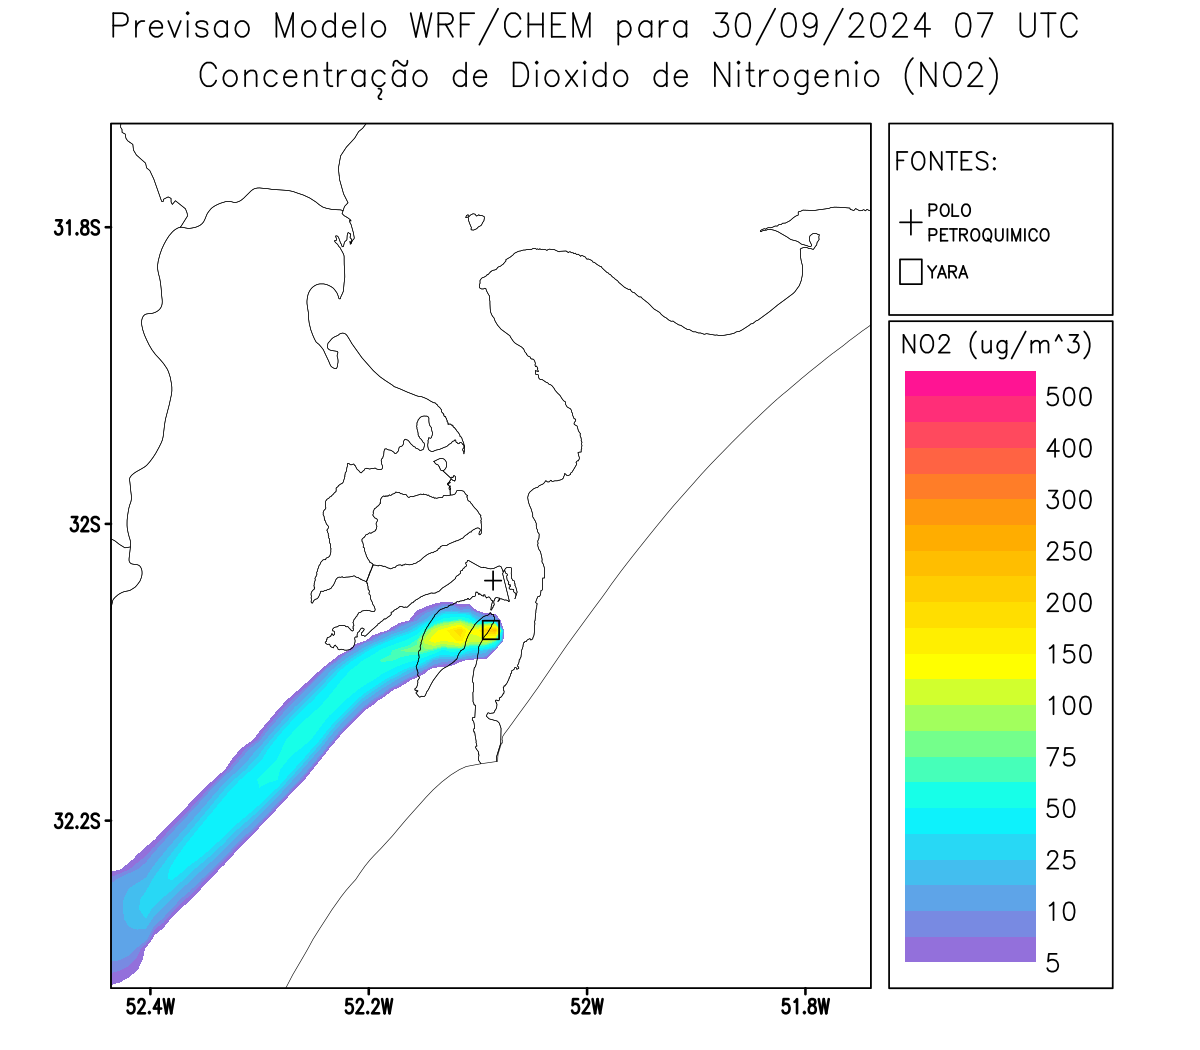 Previsao Modelo WRF/CHEM para 30/09/2024 07 UTC
Concentração de Dioxido de Nitrogenio (NO2)
FONTES:
POLO
PETROQUIMICO
YARA
NO2 (ug/m^3)
500
400
300
250
200
150
100
75
50
25
10
5
31.8S
32S
32.2S
52.4W
52.2W
52W
51.8W